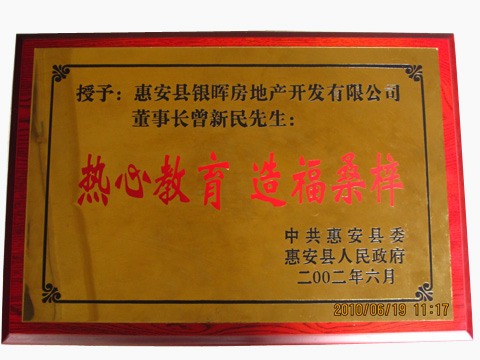 授予：惠安县银晖房地产开发有限公司
董事长曾新民先生：
热心教育 造福桑梓
中共惠安县委
惠安县人民政府
二00二年六月
2010/06/19 11:17